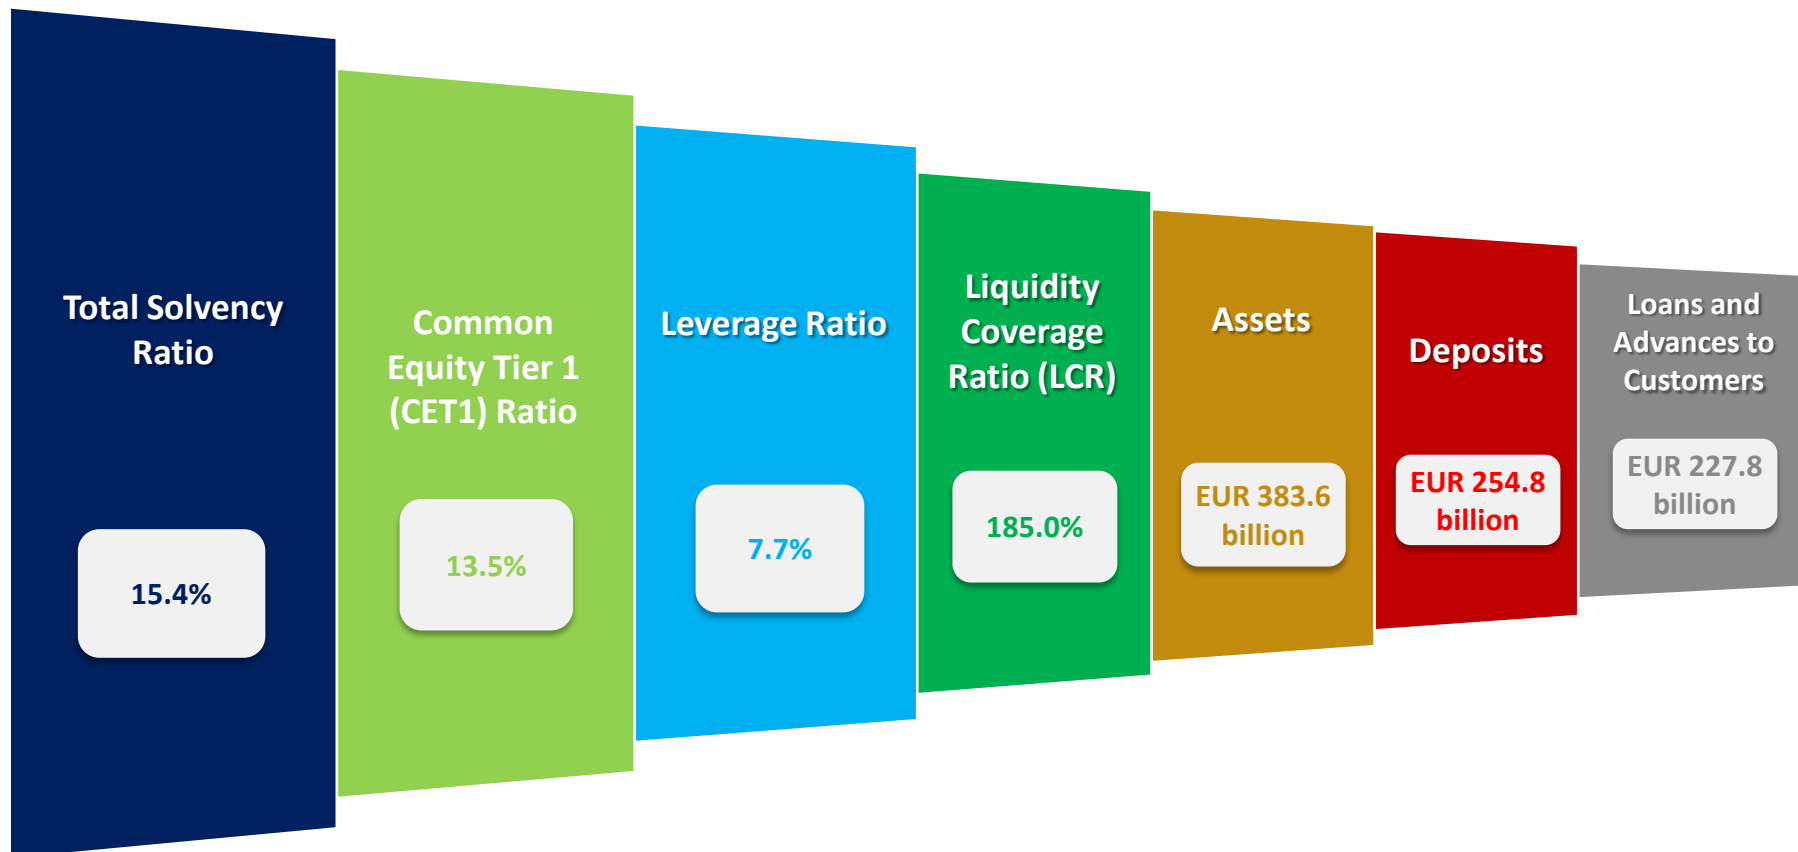 Total Solvency
Ratio
15.4%
Common
Equity Tier 1
(CET1) Ratio
13.5%
Leverage Ratio
7.7%
Liquidity
Coverage
Ratio (LCR)
185.0%
Assets
EUR 383.6
billion
Deposits
EUR 254.8
billion
Loans and
Advances to
Customers
EUR 227.8
billion